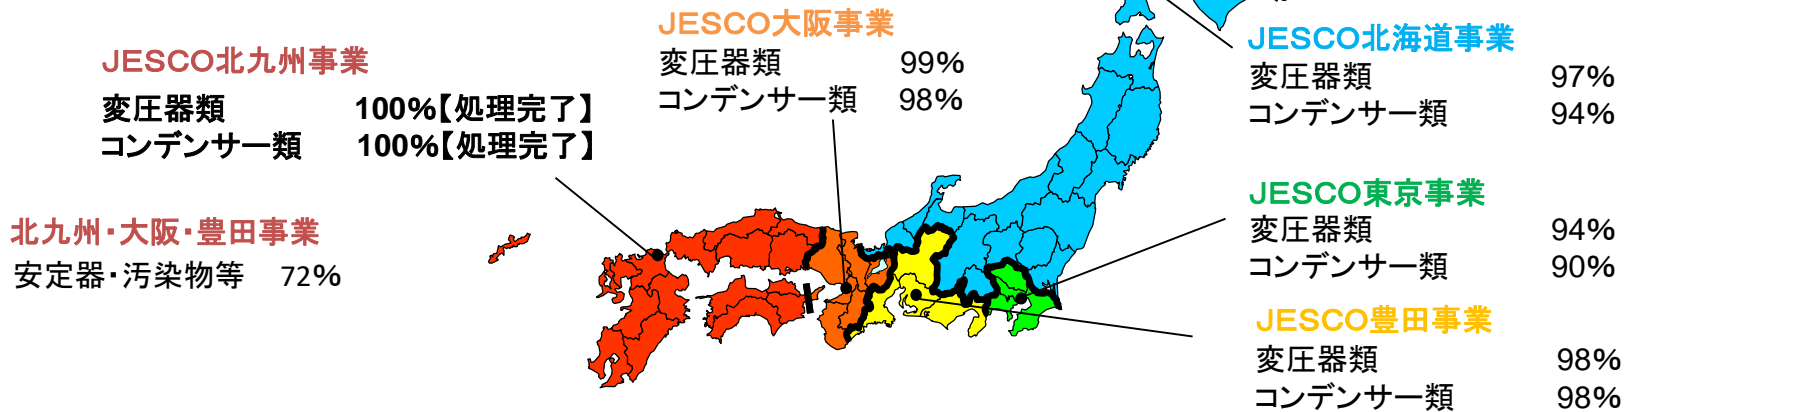 JESCO北九州事業
変圧器類 100%【処理完了】
コンデンサー類 100%【処理完了】
北九州・大阪・豊田事業
安定器・汚染物等 72%
JESCO大阪事業
変圧器類 99%
コンデンサー類 98%
JESCO北海道事業
変圧器類 97%
コンデンサー類 94%
JESCO東京事業
変圧器類 94%
コンデンサー類 90%
JESCO豊田事業
変圧器類 98%
コンデンサー類 98%